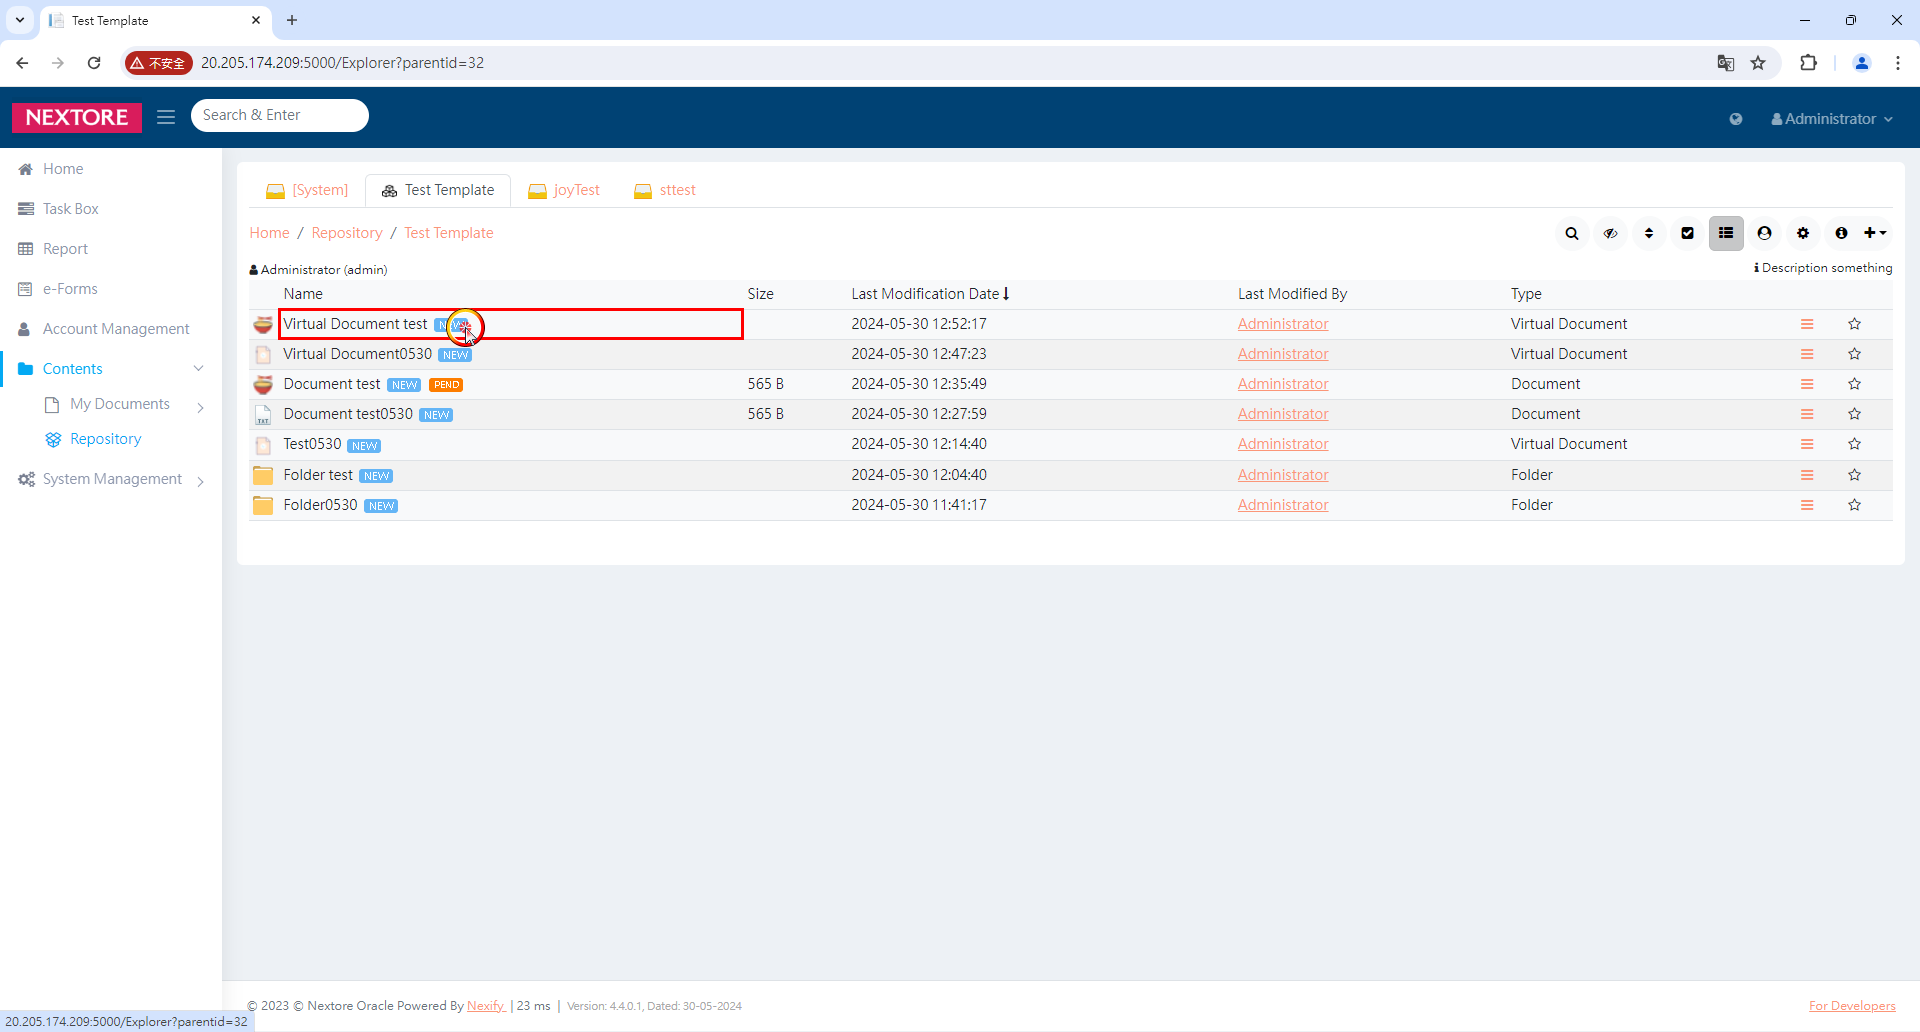 Test Template
不安全 20.205.174.209:5000/Explorer?parentid=32
NEXTORE Search & Enter Administrator
Home
Task Box
Report
e-Forms
Account Management
Contents
My Documents
Repository
System Management
[System] Test Template joyTest sttest
Home / Repository / Test Template
Administrator (admin) Description something
Name Size Last Modification Date Last Modified By Type
Virtual Document test 2024-05-30 12:52:17 Administrator Virtual Document
Virtual Document0530 NEW 2024-05-30 12:47:23 Administrator Virtual Document
Document test NEW PEND 565 B 2024-05-30 12:35:49 Administrator Document
Document test0530 NEW 565 B 2024-05-30 12:27:59 Administrator Document
Test0530 NEW 2024-05-30 12:14:40 Administrator Virtual Document
Folder test NEW 2024-05-30 12:04:40 Administrator Folder
Folder0530 NEW 2024-05-30 11:41:17 Administrator Folder
© 2023 © Nextore Oracle Powered By Nexify | 23 ms | Version: 4.4.0.1, Dated: 30-05-2024 For Developers
20.205.174.209:5000/Explorer?parentid=32